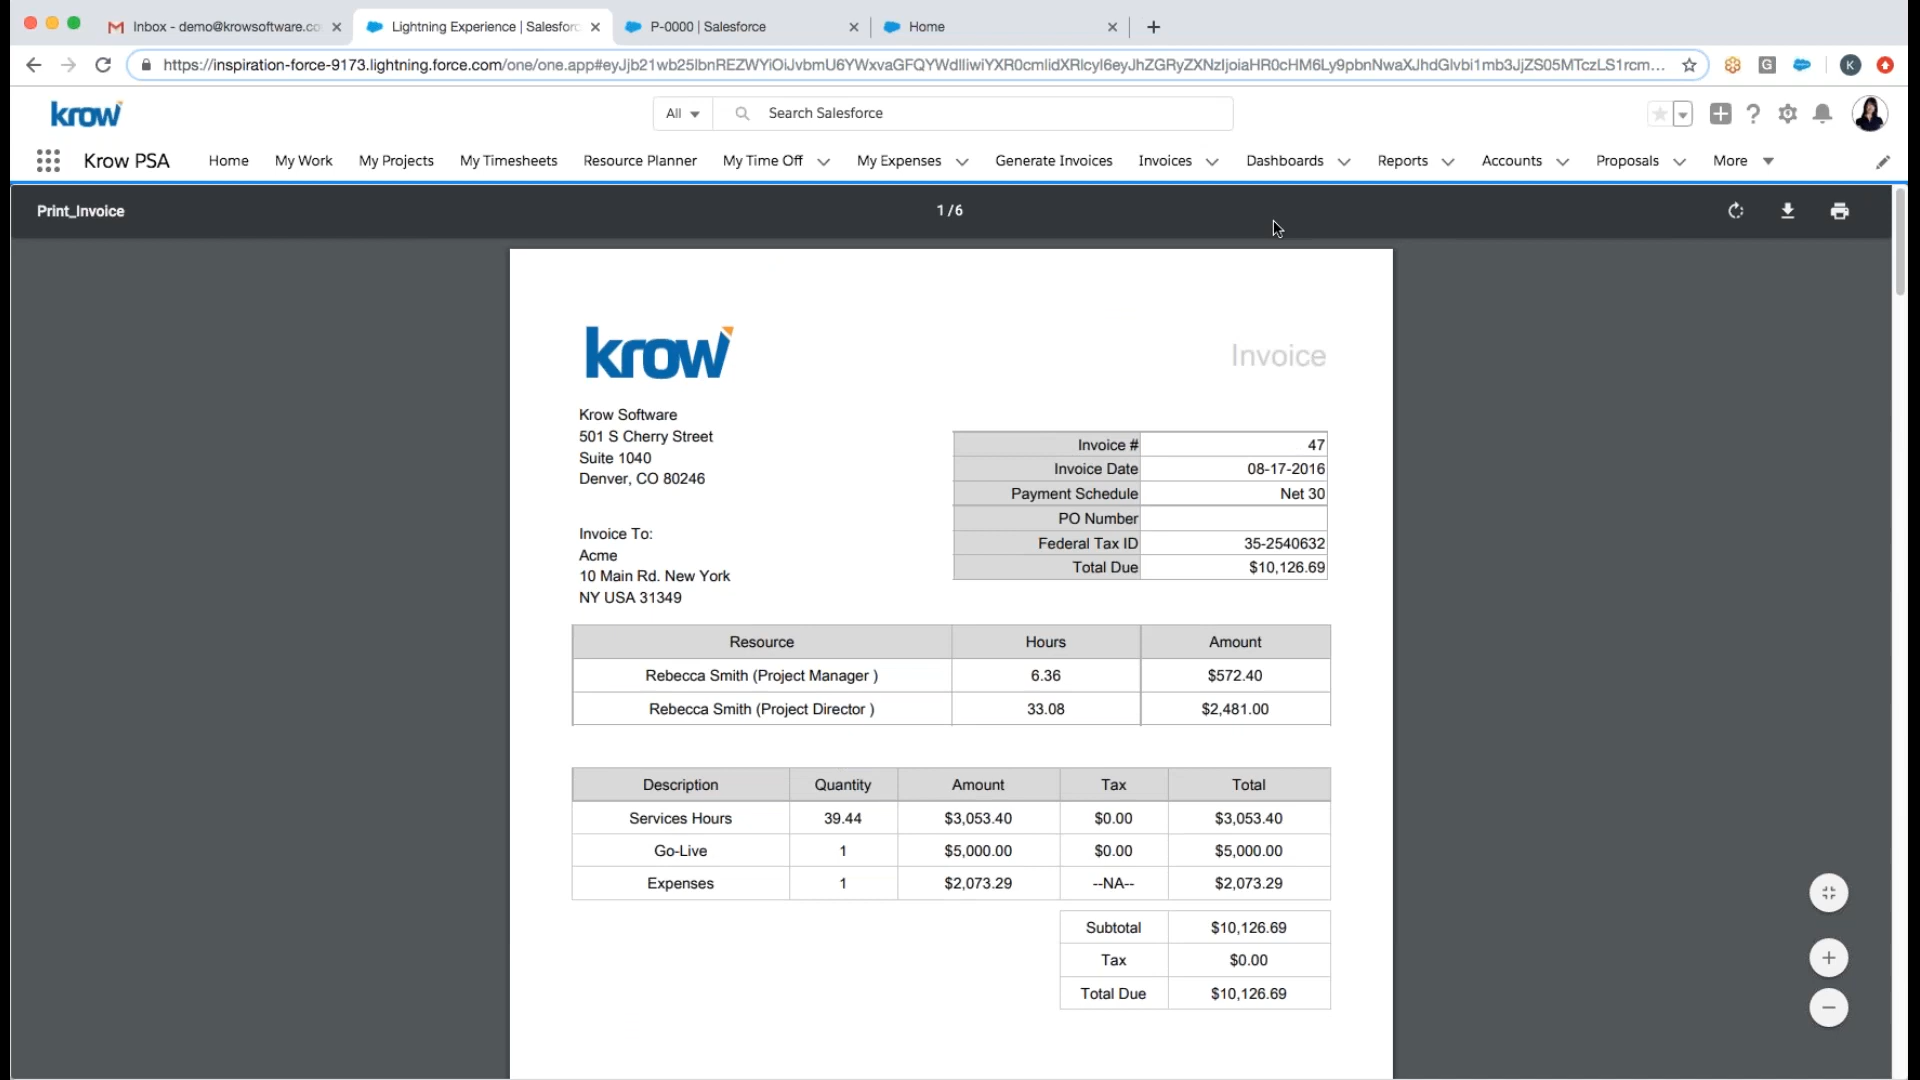 Inbox - demo@krowsoftware.co
Lightning Experience | Salesforc
P-0000 | Salesforce
Home
https://inspiration-force-9173.lightning.force.com/one/one.app#
K
krow
All
Search Salesforce
Krow PSA
Home
My Work
My Projects
My Timesheets
Resource Planner
My Time Off
My Expenses
Generate Invoices
Invoices
Dashboards
Reports
Accounts
Proposals
More
Print_Invoice
1 / 6
krow
Invoice
Krow Software
501 S Cherry Street
Suite 1040
Denver, CO 80246
Invoice # 47
Invoice Date 08-17-2016
Payment Schedule Net 30
PO Number
Federal Tax ID 35-2540632
Total Due $10,126.69
Invoice To:
Acme
10 Main Rd. New York
NY USA 31349
Resource Hours Amount
Rebecca Smith (Project Manager ) 6.36 $572.40
Rebecca Smith (Project Director ) 33.08 $2,481.00
Description Quantity Amount Tax Total
Services Hours 39.44 $3,053.40 $0.00 $3,053.40
Go-Live 1 $5,000.00 $0.00 $5,000.00
Expenses 1 $2,073.29 --NA-- $2,073.29
Subtotal $10,126.69
Tax $0.00
Total Due $10,126.69